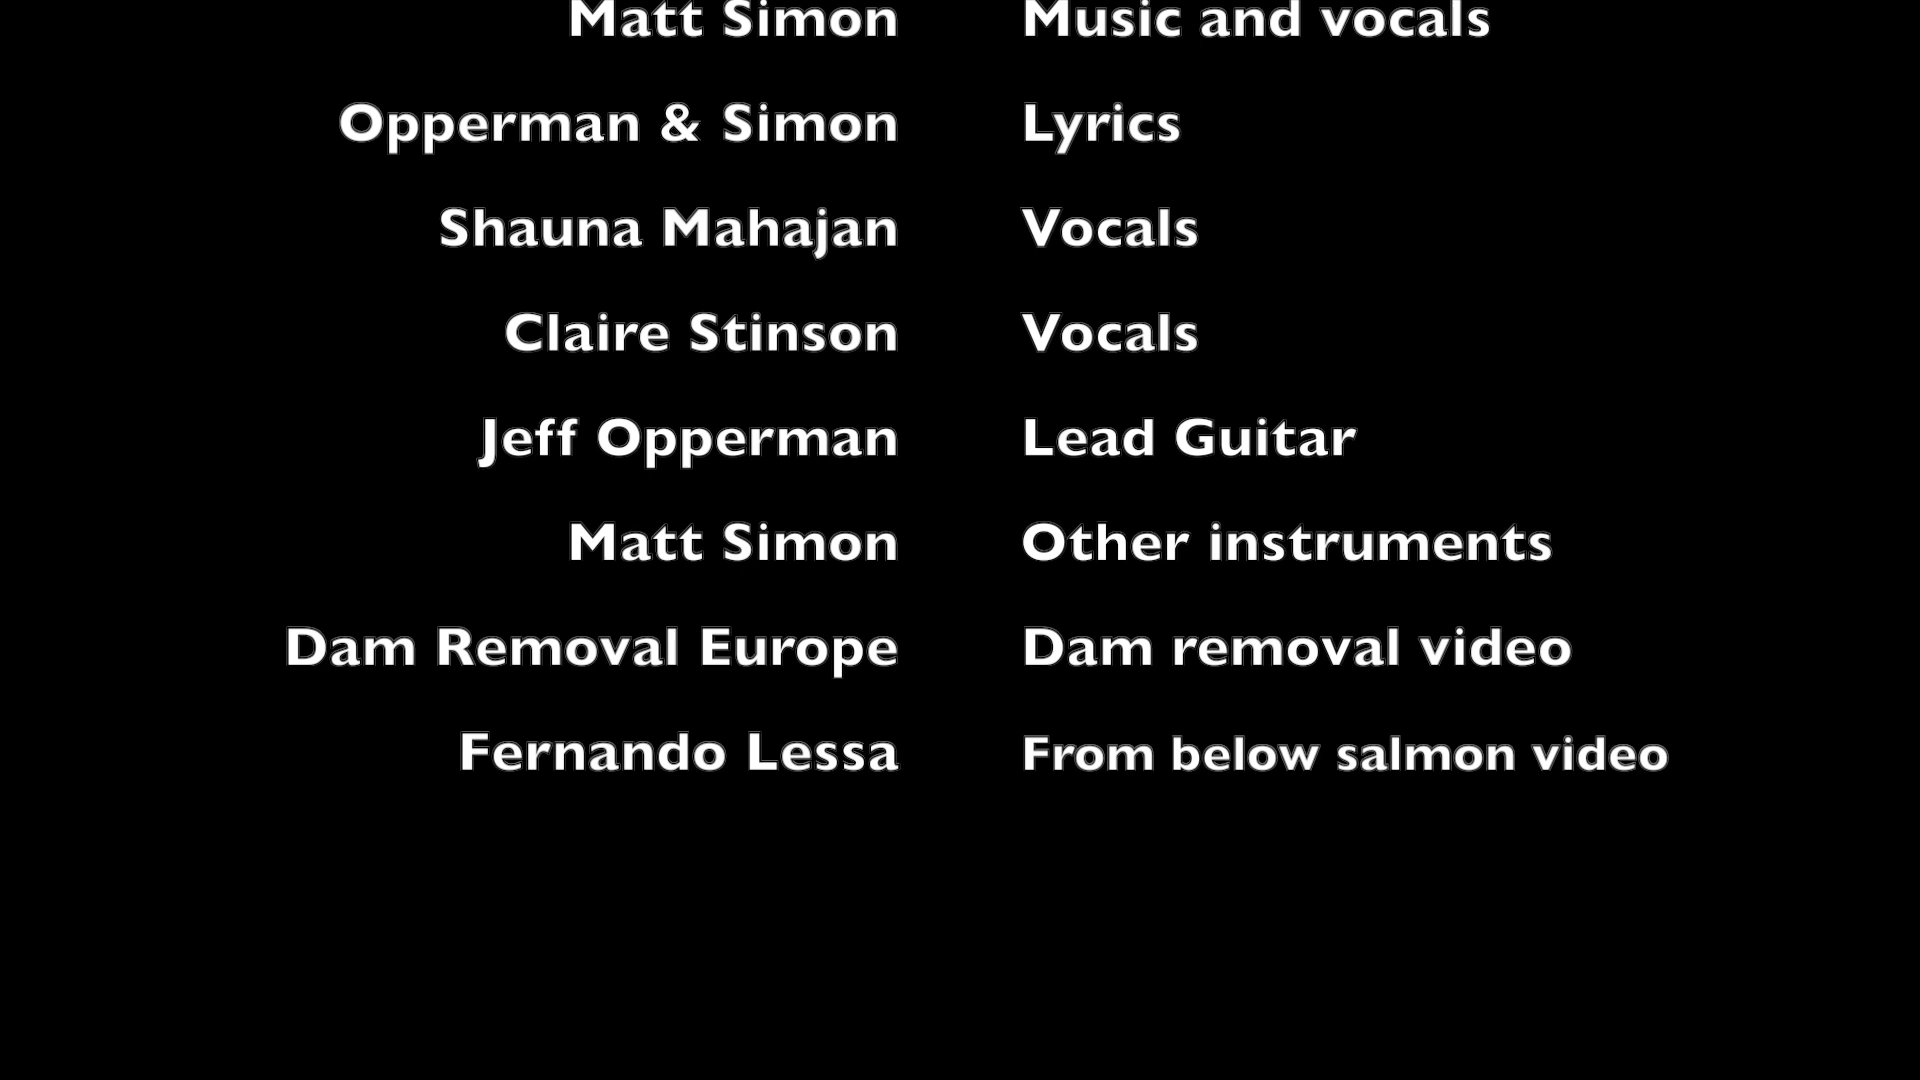 Matt Simon Music and vocals
Opperman & Simon Lyrics
Shauna Mahajan Vocals
Claire Stinson Vocals
Jeff Opperman Lead Guitar
Matt Simon Other instruments
Dam Removal Europe Dam removal video
Fernando Lessa From below salmon video